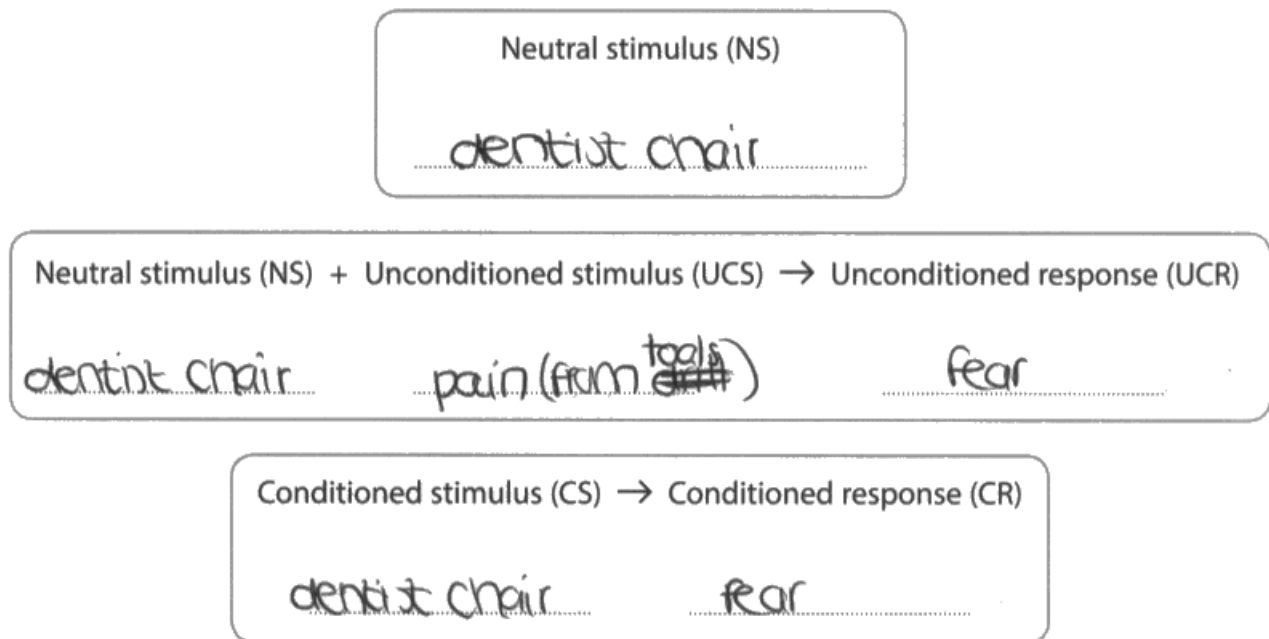 Neutral stimulus (NS)
dentist chair
Neutral stimulus (NS) + Unconditioned stimulus (UCS) → Unconditioned response (UCR)
dentist chair pain (from tools) fear
Conditioned stimulus (CS) → Conditioned response (CR)
dentist chair fear